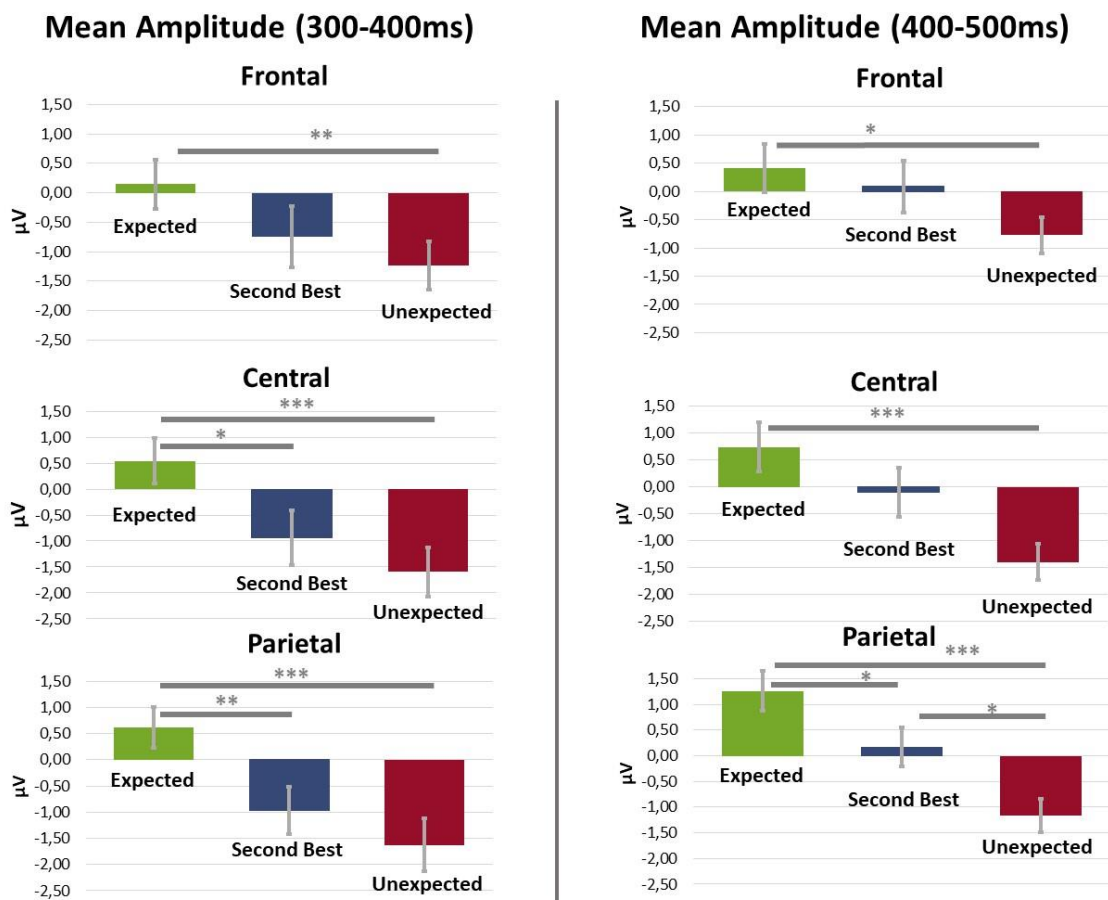 Mean Amplitude (300-400ms)
Frontal
1,50
1,00
0,50
0,00
-0,50
-1,00
-1,50
-2,00
-2,50
µV
**
Expected
Second Best
Unexpected
Central
1,50
1,00
0,50
0,00
-0,50
-1,00
-1,50
-2,00
-2,50
µV
***
*
Expected
Second Best
Unexpected
Parietal
1,50
1,00
0,50
0,00
-0,50
-1,00
-1,50
-2,00
-2,50
µV
***
**
Expected
Second Best
Unexpected
Mean Amplitude (400-500ms)
Frontal
1,50
1,00
0,50
0,00
-0,50
-1,00
-1,50
-2,00
-2,50
µV
*
Expected
Second Best
Unexpected
Central
1,50
1,00
0,50
0,00
-0,50
-1,00
-1,50
-2,00
-2,50
µV
***
Expected
Second Best
Unexpected
Parietal
1,50
1,00
0,50
0,00
-0,50
-1,00
-1,50
-2,00
-2,50
µV
***
*
*
Expected
Second Best
Unexpected